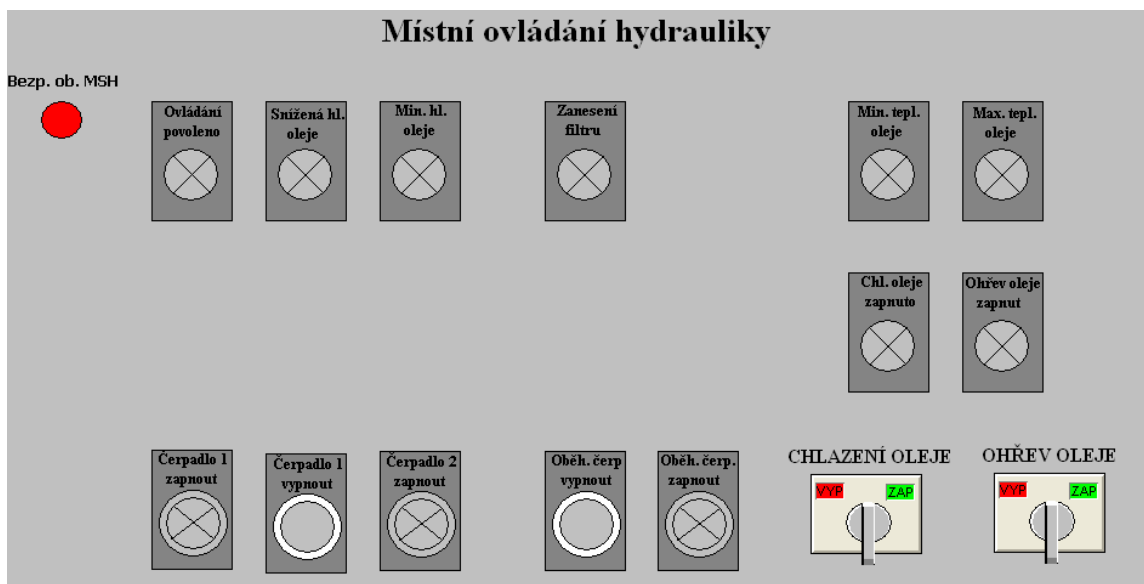 Místní ovládání hydrauliky
Bezp. ob. MSH
Ovládání
povoleno
Snížená hl.
oleje
Min. hl.
oleje
Zanesení
filtru
Min. tepl.
oleje
Max. tepl.
oleje
Chl. oleje
zapnuto
Ohřev oleje
zapnut
Čerpadlo 1
zapnout
Čerpadlo 1
vypnout
Čerpadlo 2
zapnout
Oběh. čerp
vypnout
Oběh. čerp.
zapnout
CHLAZENÍ OLEJE
VYP ZAP
OHŘEV OLEJE
VYP ZAP